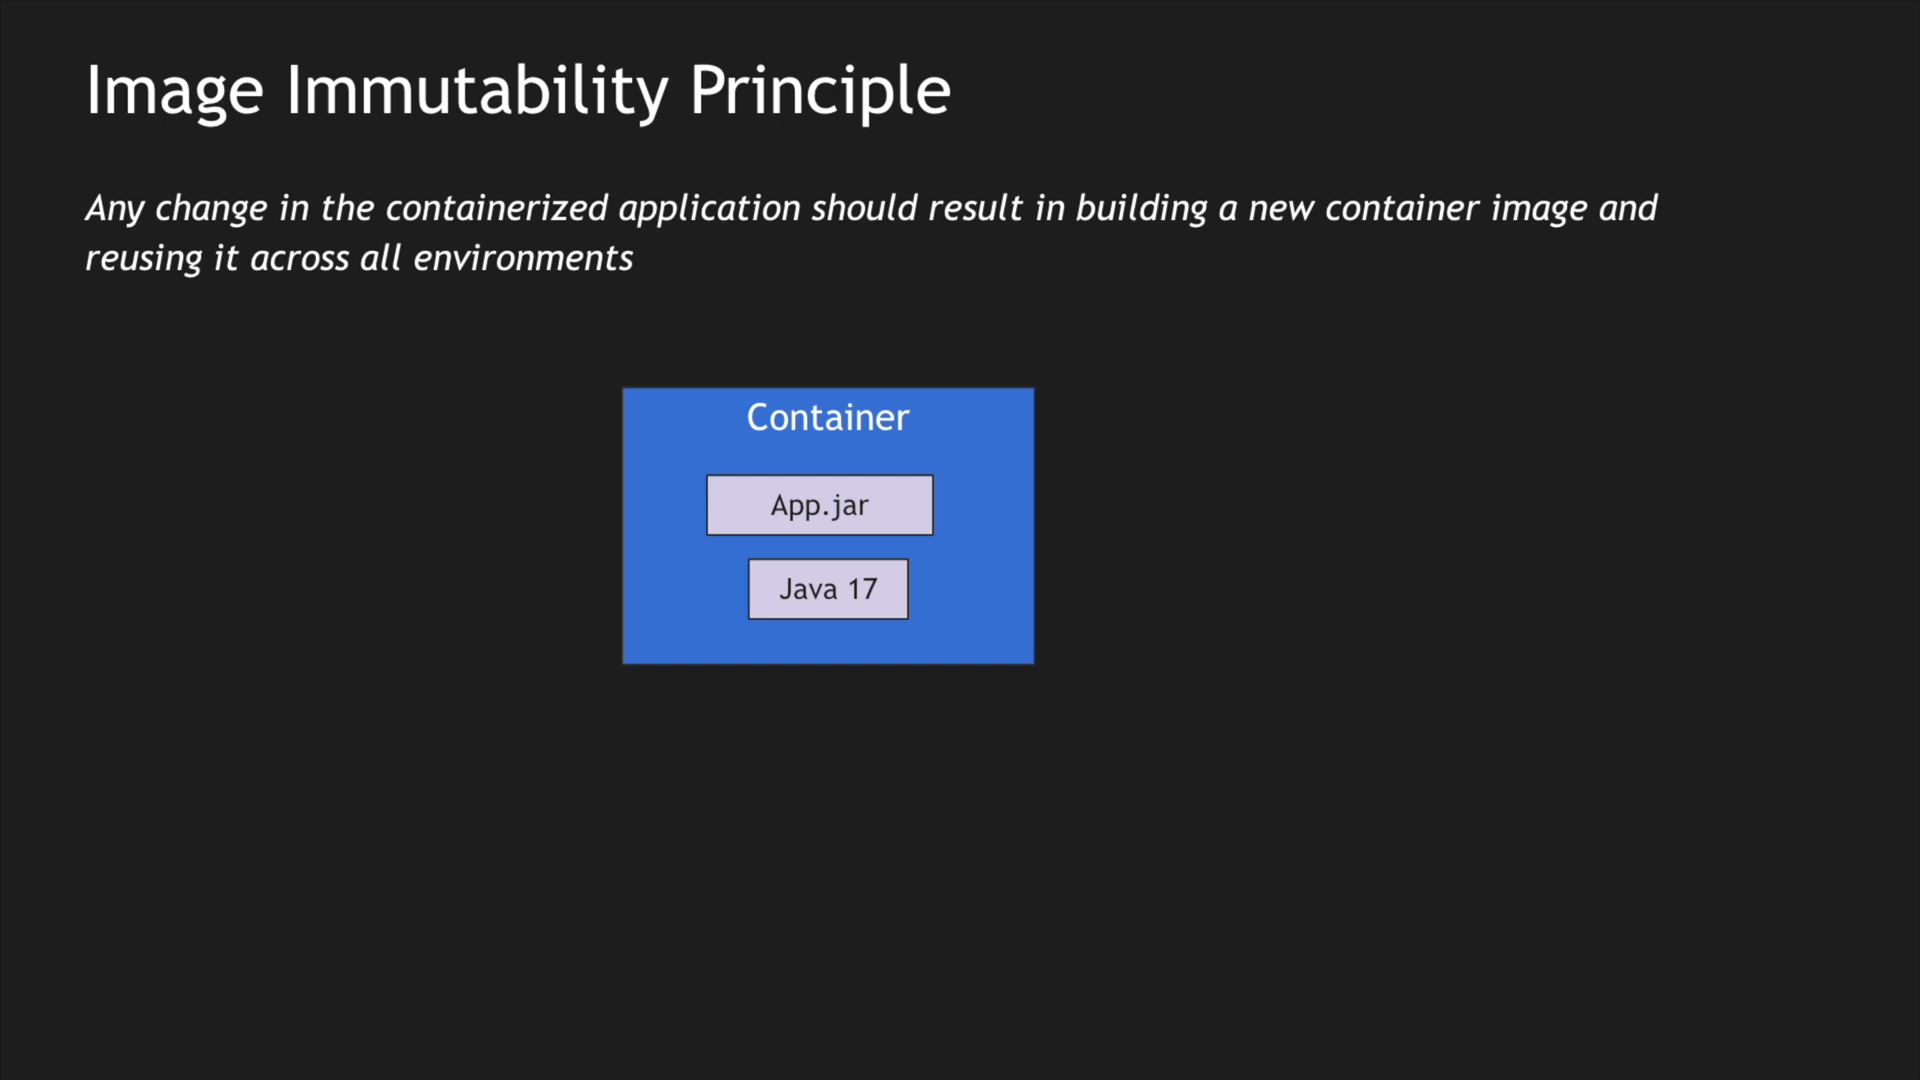 Image Immutability Principle
Any change in the containerized application should result in building a new container image and
reusing it across all environments
Container
App.jar
Java 17